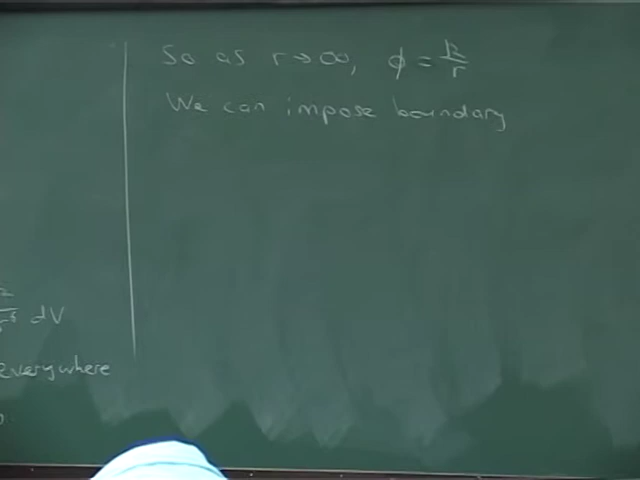 dV
everywhere
So as r → ∞, φ = k/r
We can impose boundary